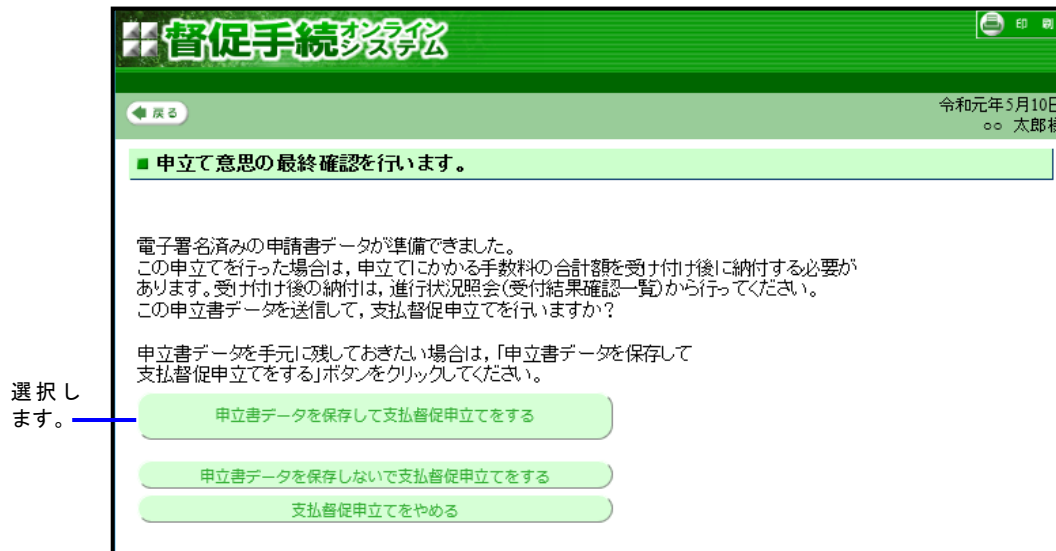 督促手続オンラインシステム
印 刷
戻る
令和元年5月10日
○○ 太郎様
■ 申立て意思の最終確認を行います。
電子署名済みの申請書データが準備できました。
この申立てを行った場合は，申立てにかかる手数料の合計額を受け付け後に納付する必要が
あります。受け付け後の納付は，進行状況照会(受付結果確認一覧)から行ってください。
この申立書データを送信して，支払督促申立てを行いますか？
申立書データを手元に残しておきたい場合は，「申立書データを保存して
支払督促申立てをする」ボタンをクリックしてください。
選択し
ます。
申立書データを保存して支払督促申立てをする
申立書データを保存しないで支払督促申立てをする
支払督促申立てをやめる